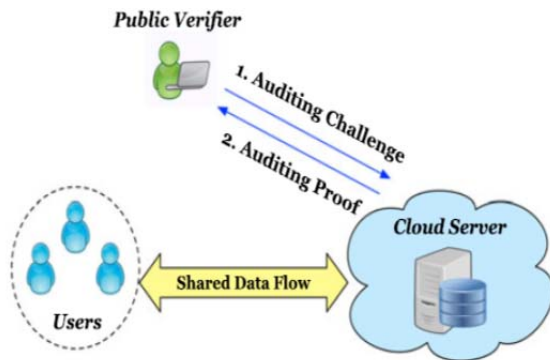 Public Verifier
1. Auditing Challenge
2. Auditing Proof
Cloud Server
Shared Data Flow
Users